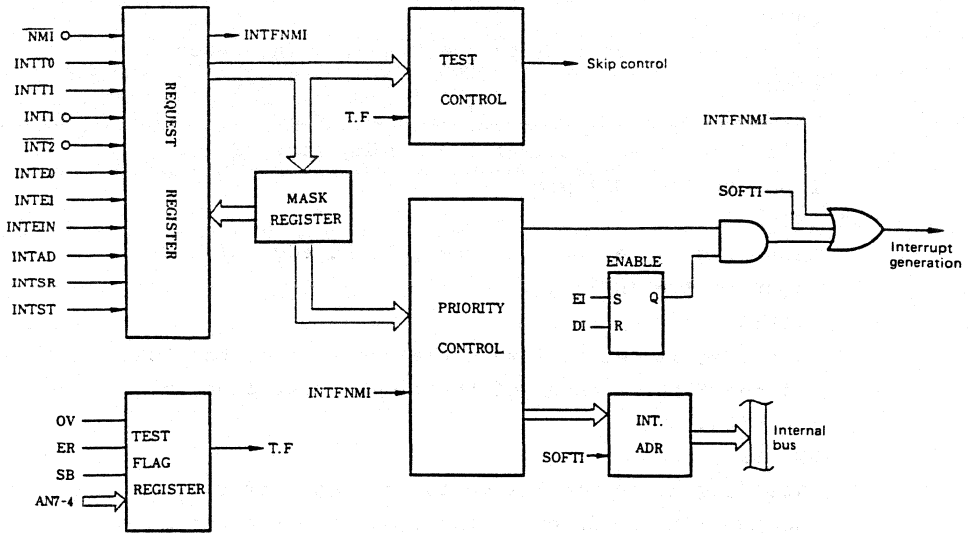 NMI
INTT0
INTT1
INT1
INT2
INTE0
INTE1
INTEIN
INTAD
INTSR
INTST
REQUEST REGISTER
INTFNMI
TEST
CONTROL
T.F
Skip control
MASK
REGISTER
PRIORITY
CONTROL
INTFNMI
ENABLE
EI
S
Q
DI
R
INTFNMI
SOFTI
Interrupt
generation
INT.
ADR
SOFTI
Internal
bus
OV
ER
SB
AN7-4
TEST
FLAG
REGISTER
T.F